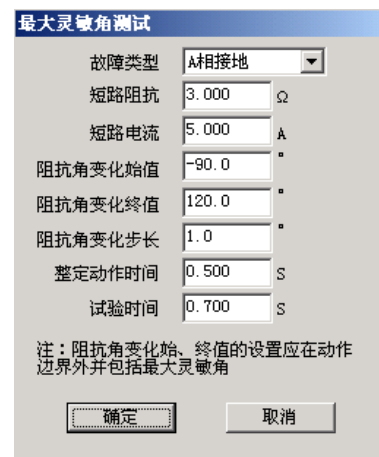 最大灵敏角测试
故障类型 A相接地
短路阻抗 3.000 Ω
短路电流 5.000 A
阻抗角变化始值 -90.0 °
阻抗角变化终值 120.0 °
阻抗角变化步长 1.0 °
整定动作时间 0.500 S
试验时间 0.700 S
注：阻抗角变化始、终值的设置应在动作
边界外并包括最大灵敏角
确定 取消